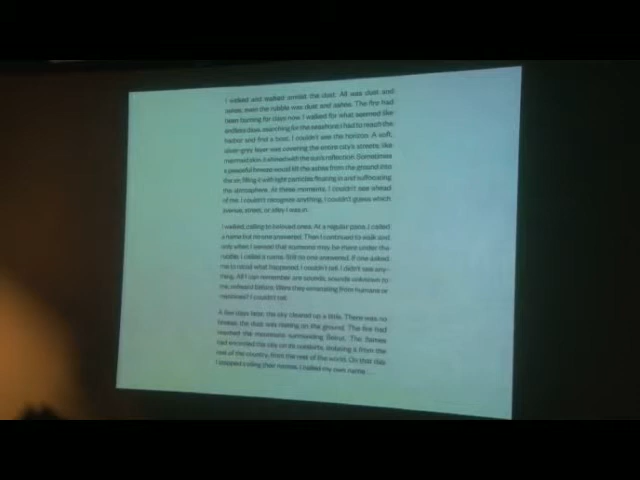 I walked and walked amidst the dust. All was dust and
ashes, even the rubble was dust and ashes. The fire had
been burning for days now. I walked for what seemed like
endless days, searching for the seashore. I had to reach the
harbor and find a boat. I couldn't see the horizon. A soft,
silver-grey layer was covering the entire city's streets, like
mermaid skin, it shined with the sun's reflection. Sometimes
a peaceful breeze would lift the ashes from the ground into
the air, filling it with light particles floating in and suffocating
the atmosphere. At these moments, I couldn't see ahead
of me. I couldn't recognize anything, I couldn't guess which
avenue, street, or alley I was in.
I walked, calling to beloved ones. At a regular pace, I called
a name but no one answered. Then I continued to walk and
only when I sensed that someone may be there under the
rubble, I called a name. Still no one answered. If one asked
me to retell what happened, I couldn't tell. I didn't see any-
thing. All I can remember are sounds, sounds unknown to
me, unheard before. Were they emanating from humans or
machines? I couldn't tell.
A few days later, the sky cleared up a little. There was no
breeze, the dust was resting on the ground. The fire had
reached the mountains surrounding Beirut. The flames
had encircled the city on its outskirts, isolating it from the
rest of the country, from the rest of the world. On that day,
I stopped calling their names. I called my own name...